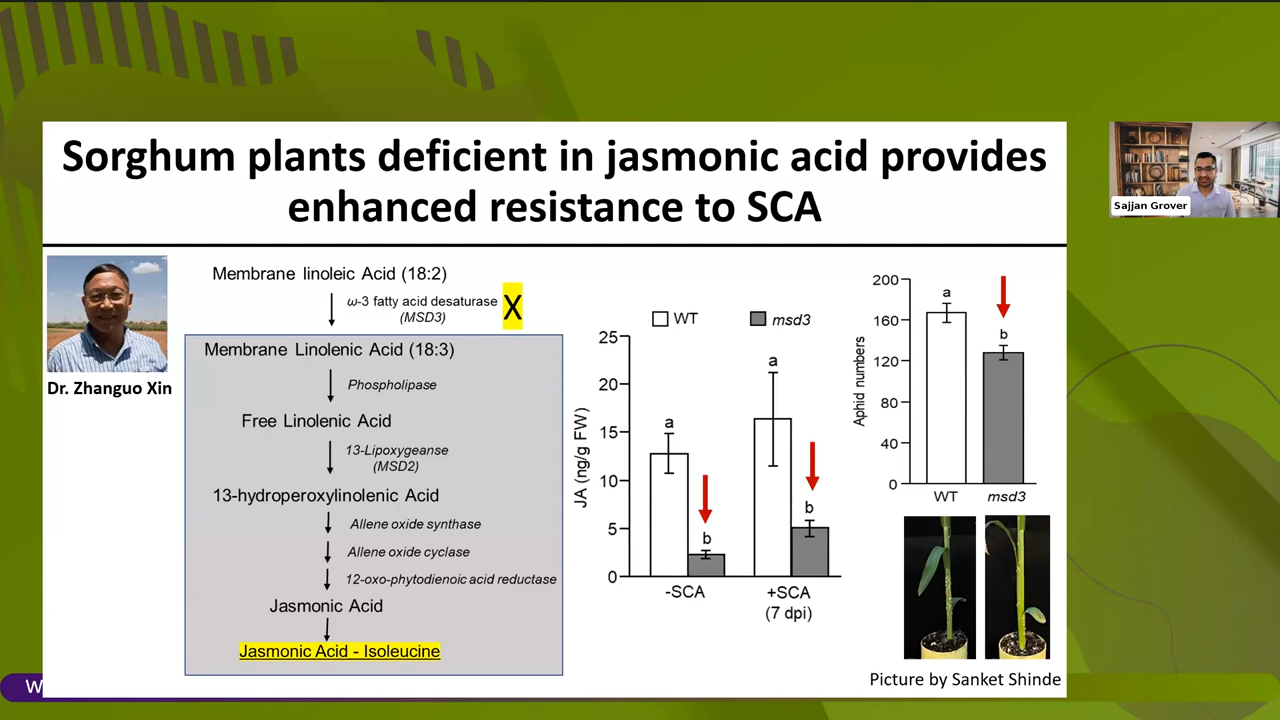 Sorghum plants deficient in jasmonic acid provides
enhanced resistance to SCA
Sajjan Grover
Dr. Zhanguo Xin
Membrane linoleic Acid (18:2)
ω-3 fatty acid desaturase
(MSD3)
X
Membrane Linolenic Acid (18:3)
Phospholipase
Free Linolenic Acid
13-Lipoxygeanse
(MSD2)
13-hydroperoxylinolenic Acid
Allene oxide synthase
Allene oxide cyclase
12-oxo-phytodienoic acid reductase
Jasmonic Acid
Jasmonic Acid - Isoleucine
WT
msd3
JA (ng/g FW)
25
20
15
10
5
0
a
b
a
b
-SCA
+SCA
(7 dpi)
Aphid numbers
200
160
120
80
40
0
a
b
WT
msd3
Picture by Sanket Shinde
W